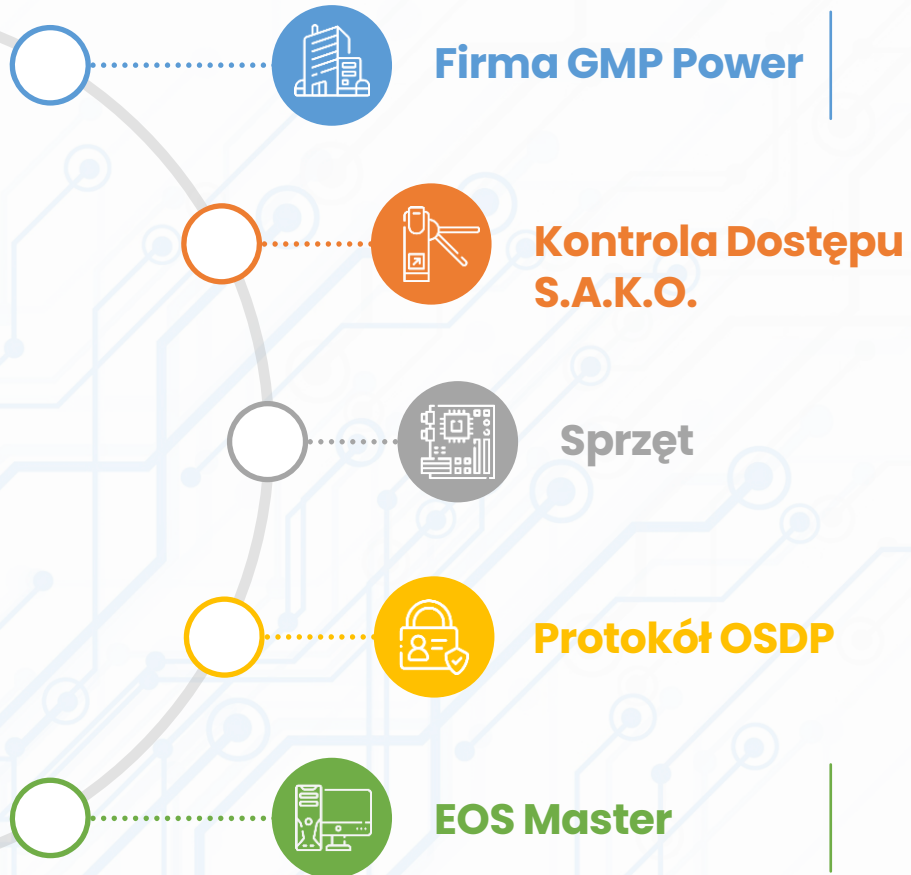 Firma GMP Power
Kontrola Dostępu
S.A.K.O.
Sprzęt
Protokół OSDP
EOS Master